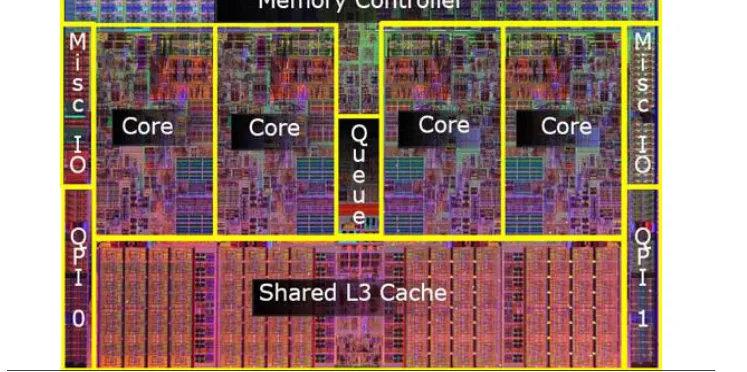 Memory Controller
Misc IO
Core
Core
Queue
Core
Core
Misc IO
QPI 0
Shared L3 Cache
QPI 1